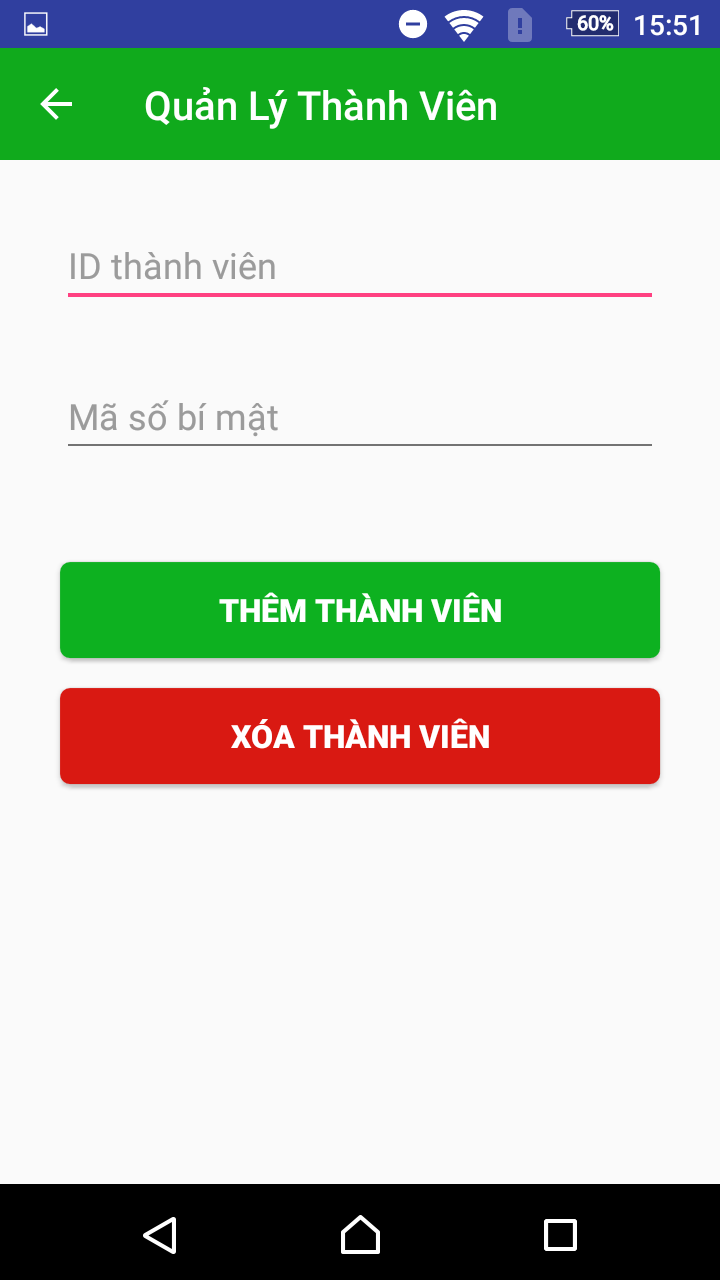 60% 15:51
Quản Lý Thành Viên
ID thành viên
Mã số bí mật
THÊM THÀNH VIÊN
XÓA THÀNH VIÊN